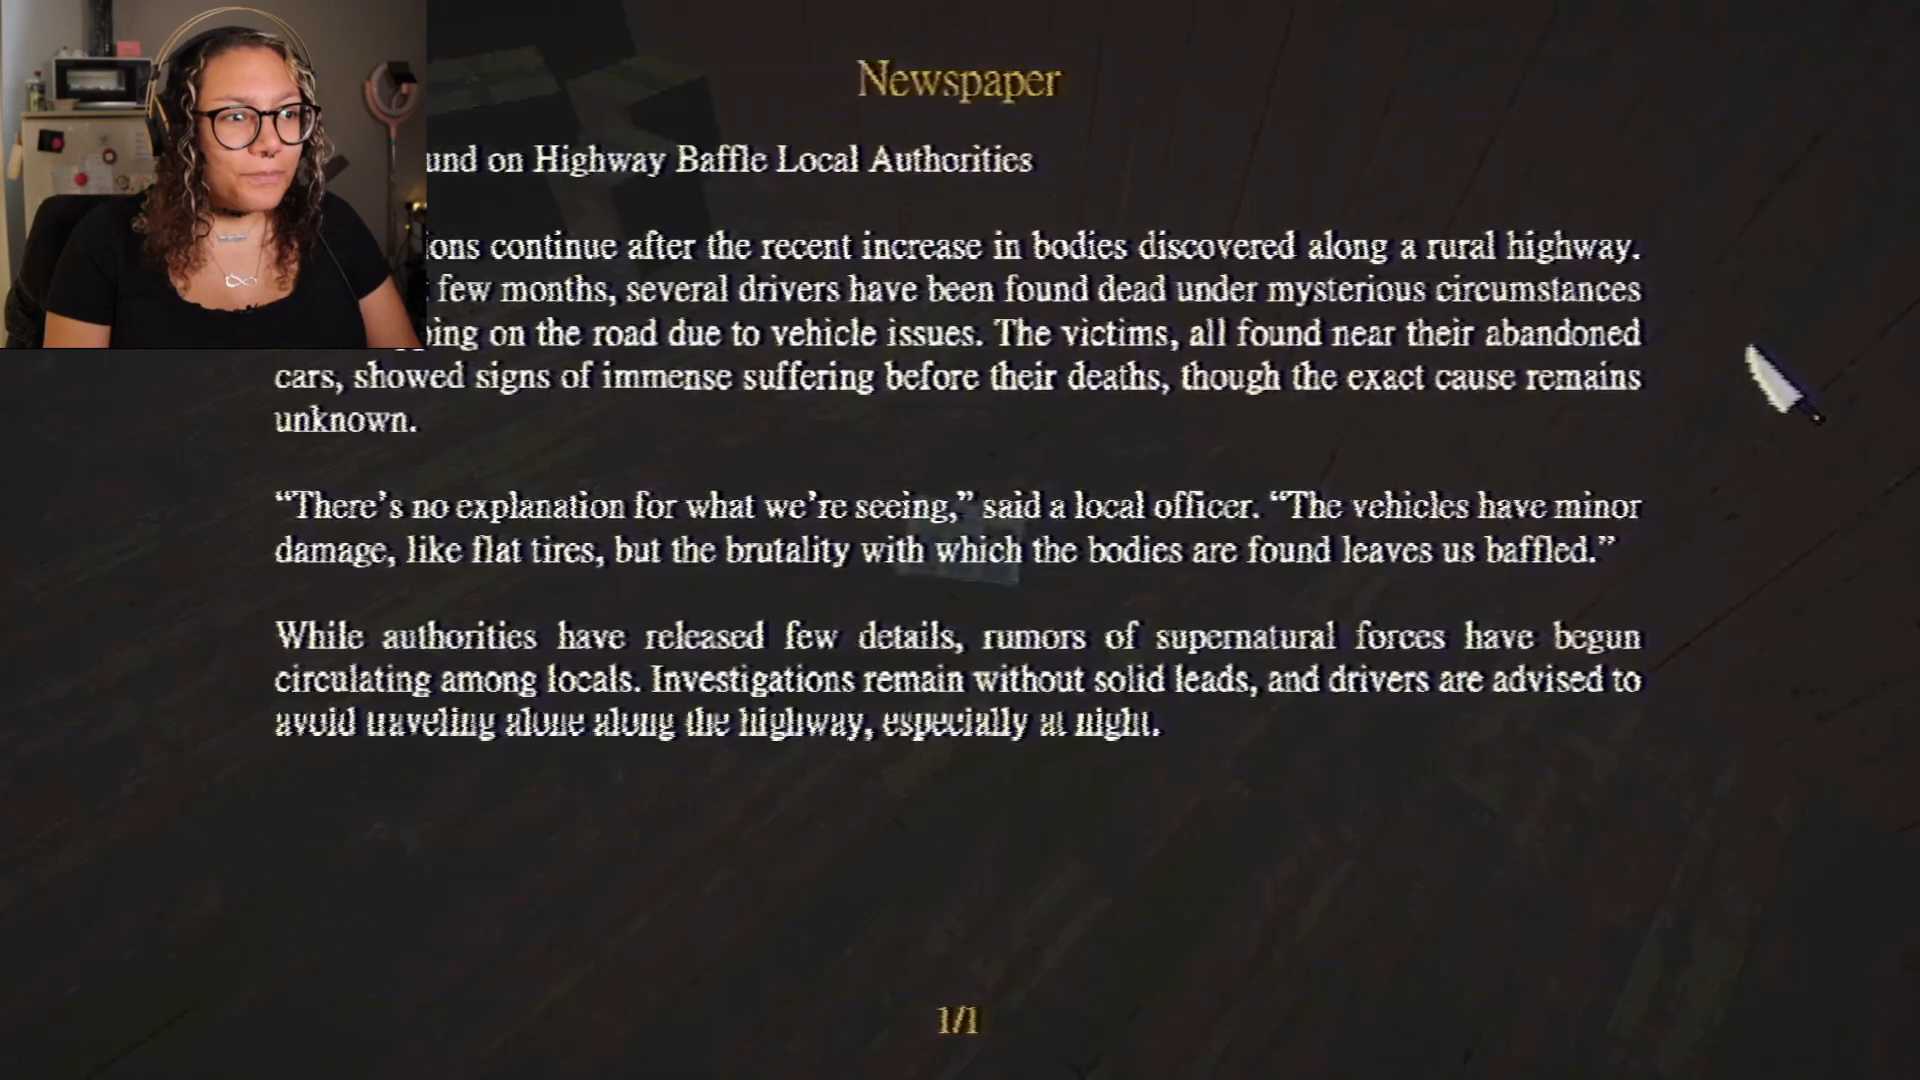 Newspaper
und on Highway Baffle Local Authorities
ions continue after the recent increase in bodies discovered along a rural highway.
few months, several drivers have been found dead under mysterious circumstances
ping on the road due to vehicle issues. The victims, all found near their abandoned
cars, showed signs of immense suffering before their deaths, though the exact cause remains
unknown.
“There’s no explanation for what we’re seeing,” said a local officer. “The vehicles have minor
damage, like flat tires, but the brutality with which the bodies are found leaves us baffled.”
While authorities have released few details, rumors of supernatural forces have begun
circulating among locals. Investigations remain without solid leads, and drivers are advised to
avoid traveling alone along the highway, especially at night.
1/1